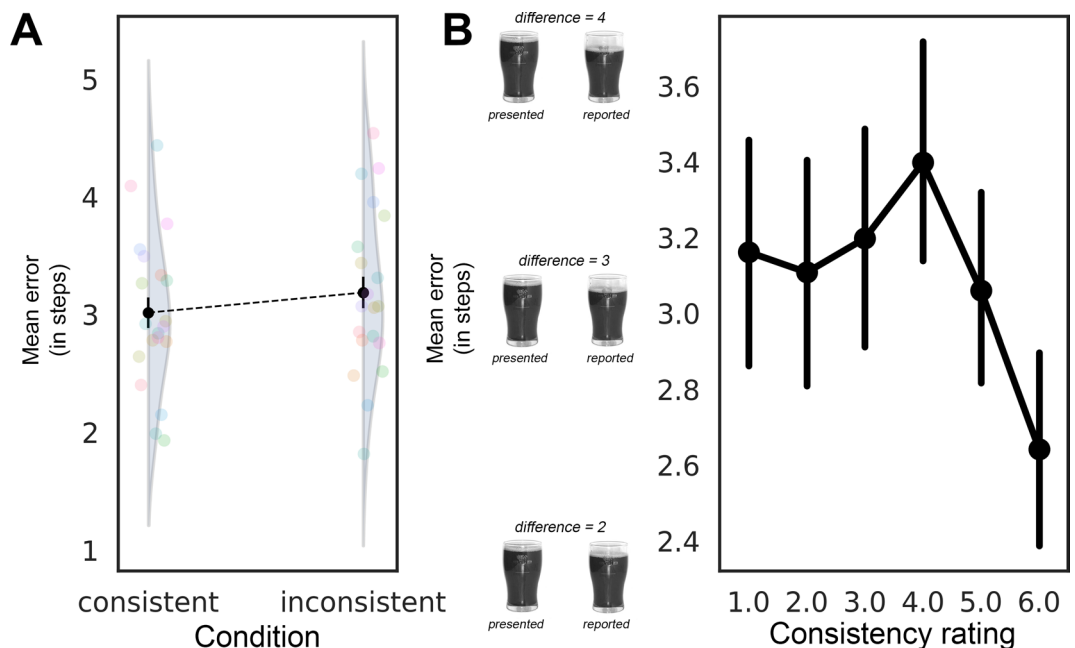 A
5
4
3
2
1
Mean error
(in steps)
consistent
inconsistent
Condition
B
difference = 4
presented
reported
difference = 3
presented
reported
difference = 2
presented
reported
Mean error
(in steps)
3.6
3.4
3.2
3.0
2.8
2.6
2.4
1.0 2.0 3.0 4.0 5.0 6.0
Consistency rating